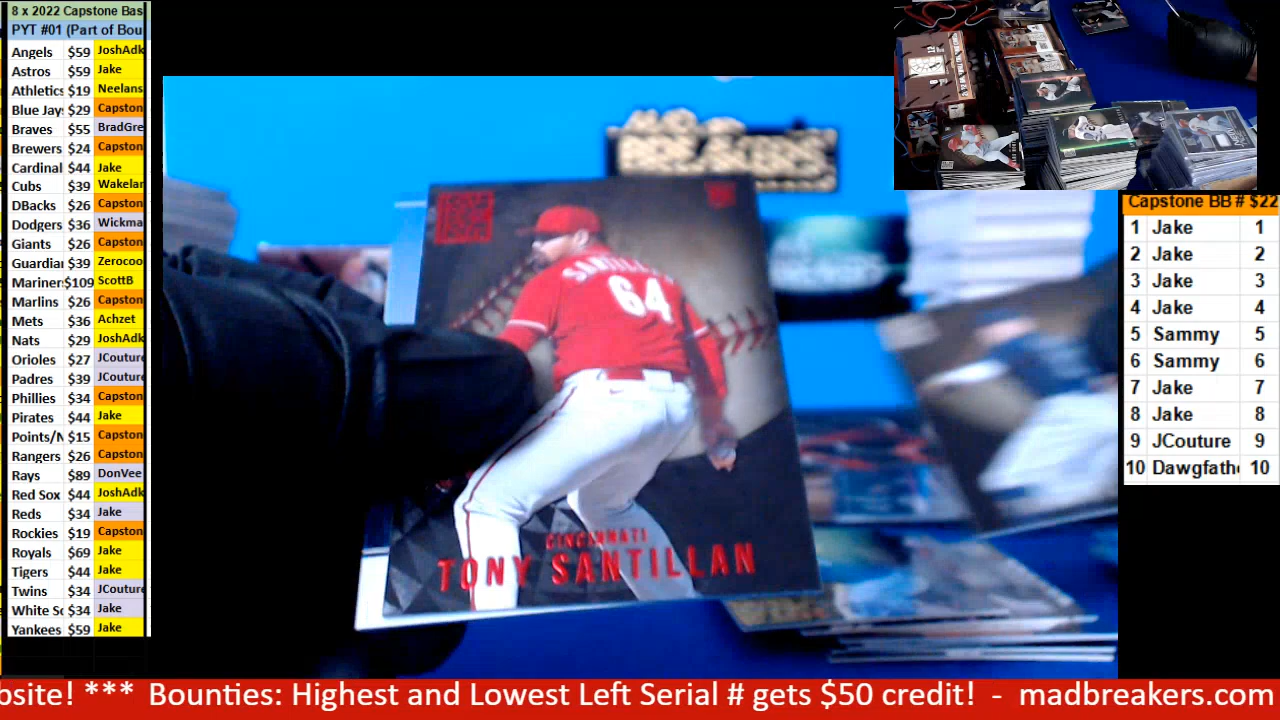 8 x 2022 Capstone Bas
PYT #01 (Part of Bou
Angels $59 JoshAdk
Astros $59 Jake
Athletics $19 Neelans
Blue Jay $29 Capston
Braves $55 BradGre
Brewers $24 Capston
Cardinal $44 Jake
Cubs $39 Wakelan
DBacks $26 Capston
Dodgers $36 Wickma
Giants $26 Capston
Guardia $39 Zerocoo
Mariner $109 ScottB
Marlins $26 Capston
Mets $36 Achzet
Nats $29 JoshAdk
Orioles $27 JCouture
Padres $39 JCouture
Phillies $34 Capston
Pirates $44 Jake
Points/N $15 Capston
Rangers $26 Capston
Rays $89 DonVee
Red Sox $44 JoshAdk
Reds $34 Jake
Rockies $19 Capston
Royals $69 Jake
Tigers $44 Jake
Twins $34 JCouture
White So $34 Jake
Yankees $59 Jake
BREAKERS
SANTILL
64
CINCINNATI
TONY SANTILLAN
Capstone BB # $22
1 Jake 1
2 Jake 2
3 Jake 3
4 Jake 4
5 Sammy 5
6 Sammy 6
7 Jake 7
8 Jake 8
9 JCouture 9
10 Dawgfath 10
bsite! *** Bounties: Highest and Lowest Left Serial # gets $50 credit! - madbreakers.com